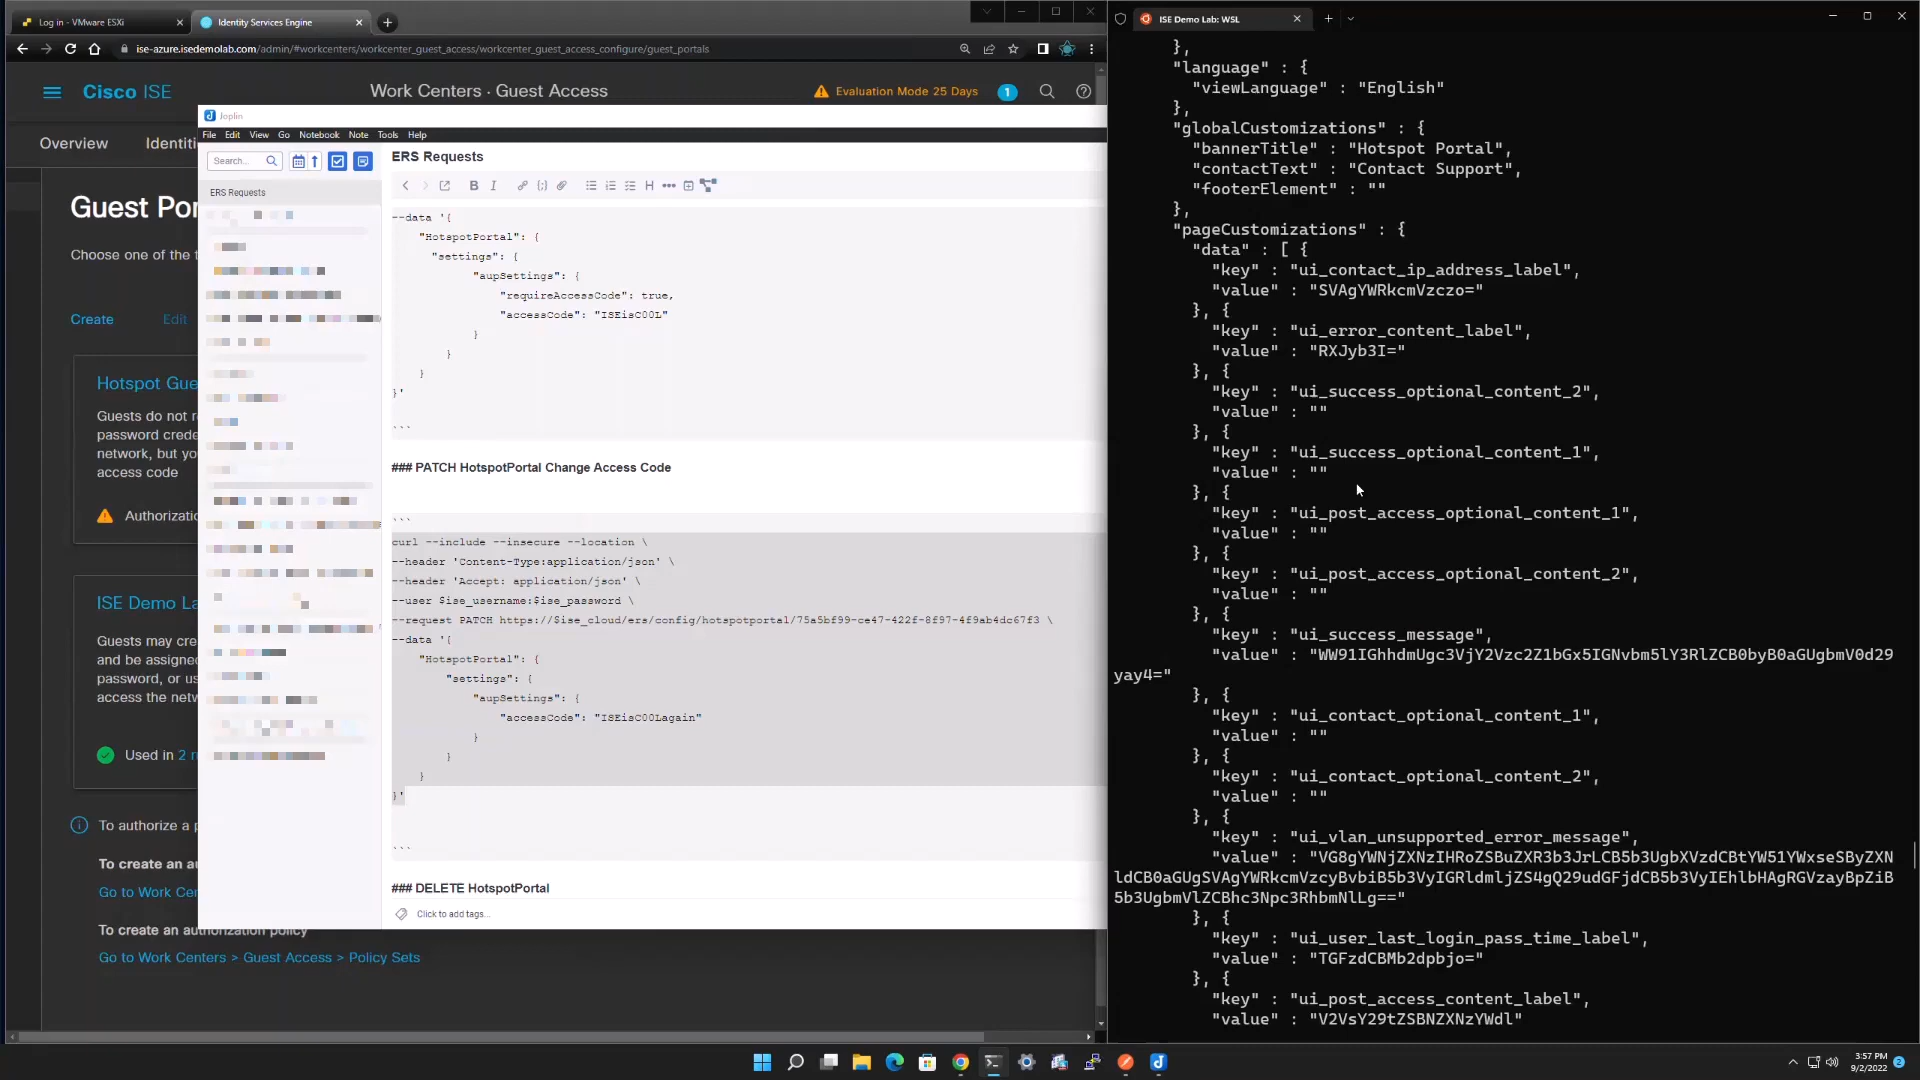 Log in - VMware ESXi
Identity Services Engine
ise-azure.isedemolab.com/admin/#workcenters/workcenter_guest_access/workcenter_guest_access_configure/guest_portals
Cisco ISE
Work Centers · Guest Access
Evaluation Mode 25 Days
1
Overview
Identiti
Guest Por
Choose one of the t
Create
Edit
Hotspot Gue
Guests do not r
password crede
network, but yo
access code
Authorizatio
ISE Demo La
Guests may cre
and be assigne
password, or us
access the netw
Used in 2 r
To authorize a p
To create an au
Go to Work Cen
To create an authorization policy
Go to Work Centers > Guest Access > Policy Sets
Joplin
File Edit View Go Notebook Note Tools Help
Search...
ERS Requests
ERS Requests
--data '{
"HotspotPortal": {
"settings": {
"aupSettings": {
"requireAccessCode": true,
"accessCode": "ISEisC00L"
}
}
}
}'
```
### PATCH HotspotPortal Change Access Code
```
curl --include --insecure --location \
--header 'Content-Type:application/json' \
--header 'Accept: application/json' \
--user $ise_username:$ise_password \
--request PATCH https://$ise_cloud/ers/config/hotspotportal/75a5bf99-ce47-422f-8f97-4f9ab4dc67f3 \
--data '{
"HotspotPortal": {
"settings": {
"aupSettings": {
"accessCode": "ISEisC00Lagain"
}
}
}
}'
```
### DELETE HotspotPortal
Click to add tags...
ISE Demo Lab: WSL
},
"language" : {
"viewLanguage" : "English"
},
"globalCustomizations" : {
"bannerTitle" : "Hotspot Portal",
"contactText" : "Contact Support",
"footerElement" : ""
},
"pageCustomizations" : {
"data" : [ {
"key" : "ui_contact_ip_address_label",
"value" : "SVAgYWRkcmVzczo="
}, {
"key" : "ui_error_content_label",
"value" : "RXJyb3I="
}, {
"key" : "ui_success_optional_content_2",
"value" : ""
}, {
"key" : "ui_success_optional_content_1",
"value" : ""
}, {
"key" : "ui_post_access_optional_content_1",
"value" : ""
}, {
"key" : "ui_post_access_optional_content_2",
"value" : ""
}, {
"key" : "ui_success_message",
"value" : "WW91IGhhdmUgc3VjY2Vzc2Z1bGx5IGNvbm5lY3RlZCB0byB0aGUgbmV0d29
yay4="
}, {
"key" : "ui_contact_optional_content_1",
"value" : ""
}, {
"key" : "ui_contact_optional_content_2",
"value" : ""
}, {
"key" : "ui_vlan_unsupported_error_message",
"value" : "VG8gYWNjZXNzIHRoZSBuZXR3b3JrLCB5b3UgbXVzdCBtYW51YWxseSByZXN
ldCB0aGUgSVAgYWRkcmVzcyBvbiB5b3VyIGRldmljZS4gQ29udGFjdCB5b3VyIEhlbHAgRGVzayBpZiB
5b3UgbmVlZCBhc3Npc3RhbmNlLg=="
}, {
"key" : "ui_user_last_login_pass_time_label",
"value" : "TGFzdCBMb2dpbjo="
}, {
"key" : "ui_post_access_content_label",
"value" : "V2VsY29tZSBNZXNzYWdl"
3:57 PM
9/2/2022
2